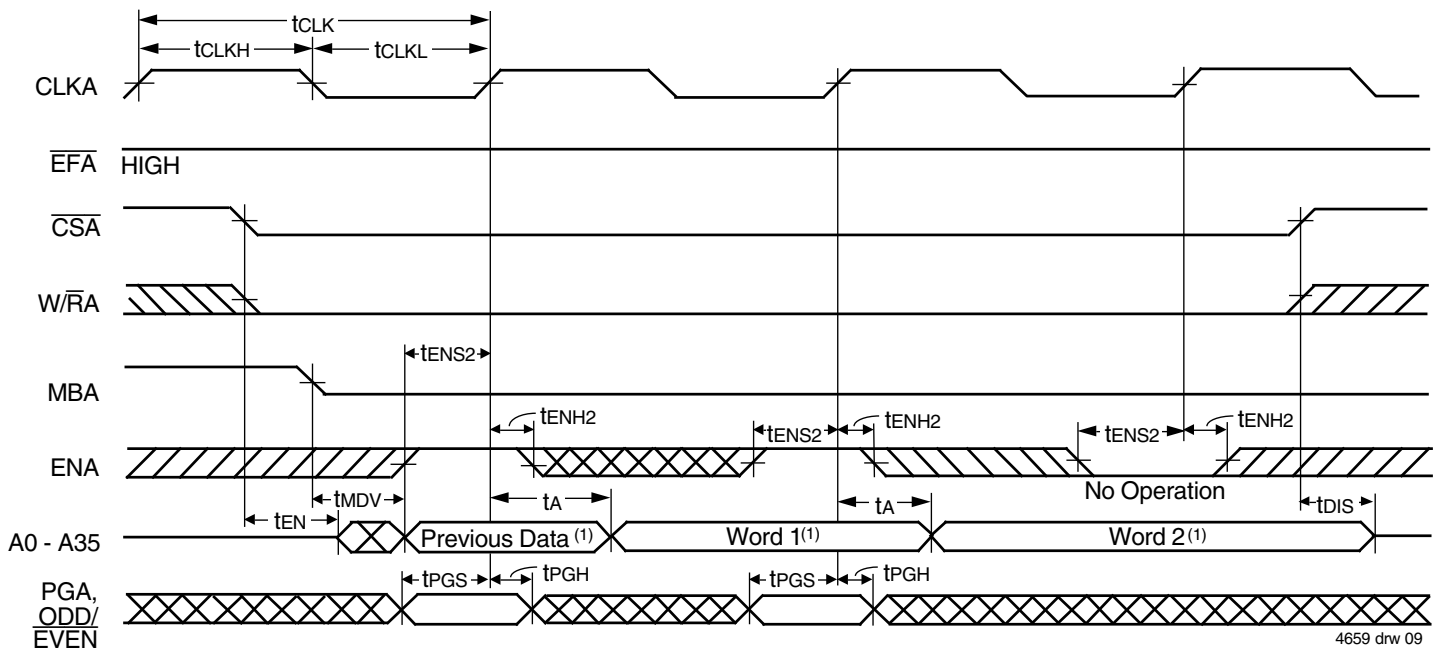 tCLK
tCLKH tCLKL
CLKA
EFA HIGH
CSA
W/RA
tENS2
MBA
tENH2 tENS2 tENH2 tENS2 tENH2
ENA
No Operation
tMDV tA tA
tEN tDIS
A0 - A35 Previous Data (1) Word 1(1) Word 2(1)
tPGS tPGH tPGS tPGH
PGA,
ODD/
EVEN
4659 drw 09